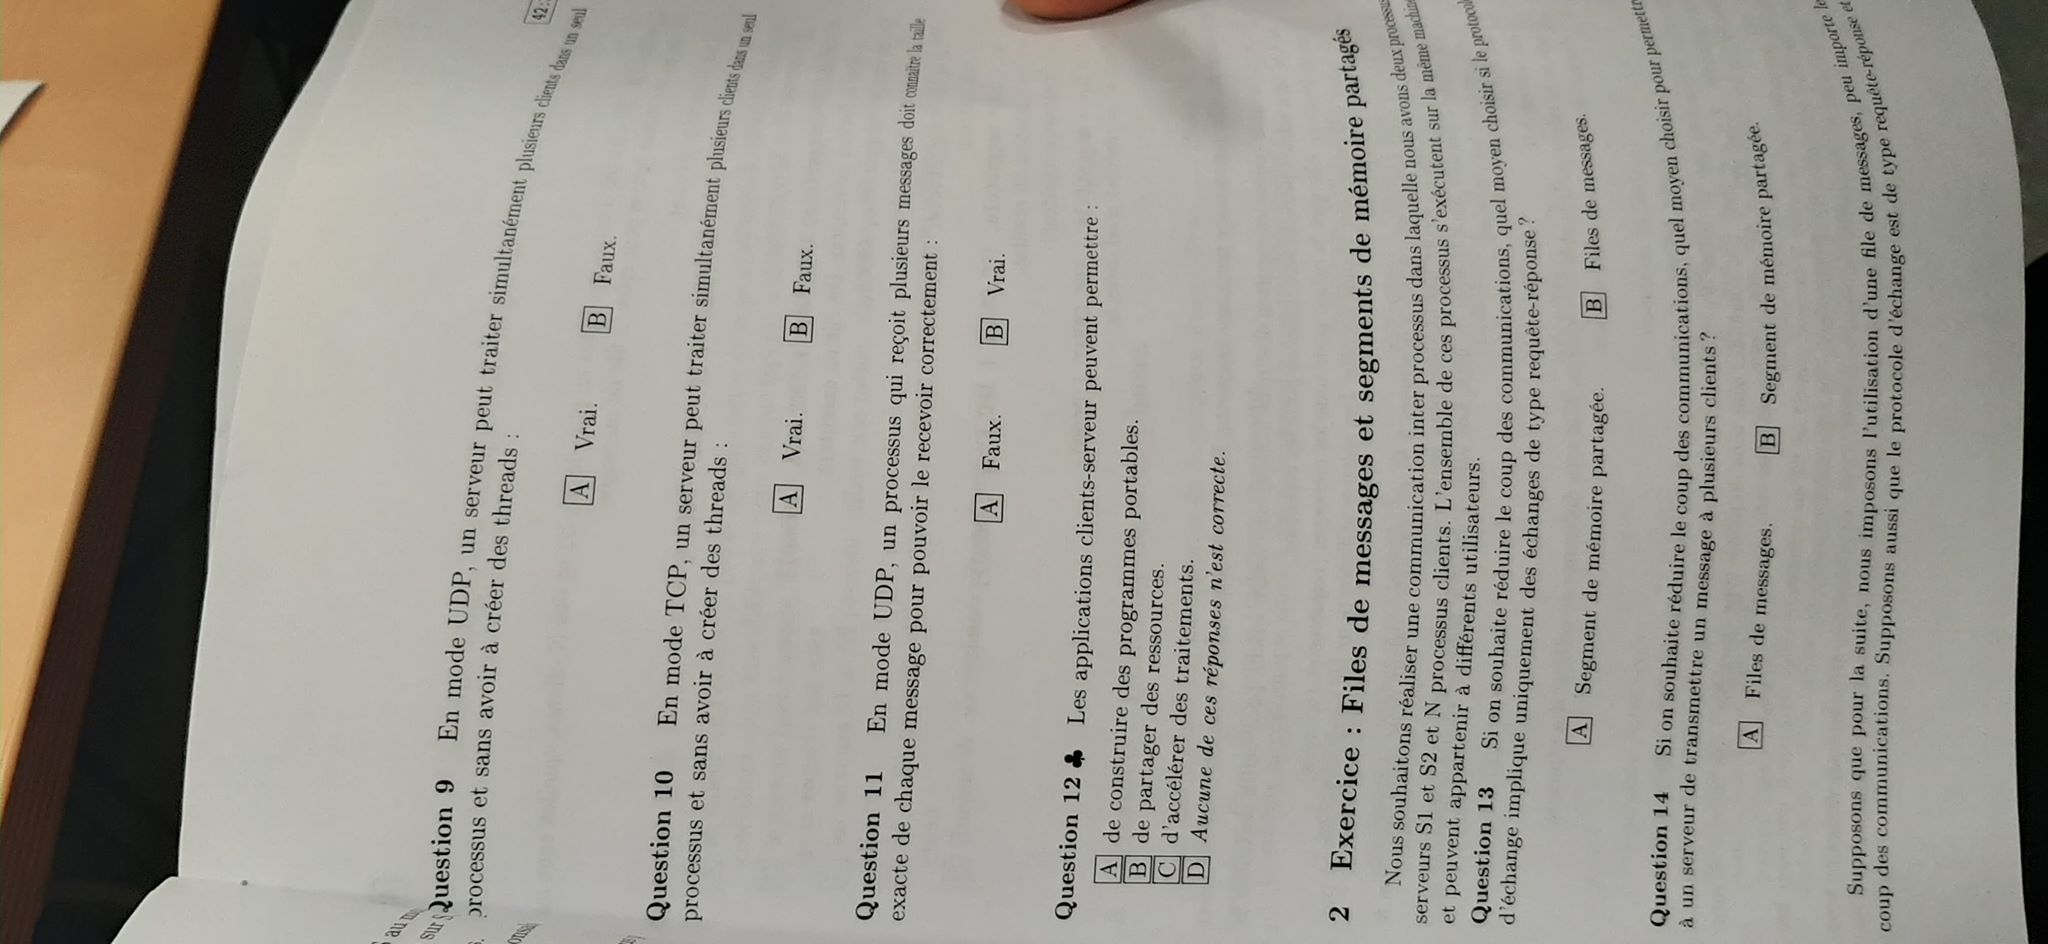 au
sur
Question 9 En mode UDP, un serveur peut traiter simultanément plusieurs clients dans un seul
processus et sans avoir à créer des threads :
42:
A Vrai. B Faux.
Question 10 En mode TCP, un serveur peut traiter simultanément plusieurs clients dans un seul
processus et sans avoir à créer des threads :
A Vrai. B Faux.
Question 11 En mode UDP, un processus qui reçoit plusieurs messages doit connaître la taille
exacte de chaque message pour pouvoir le recevoir correctement :
A Faux. B Vrai.
Question 12 ♣ Les applications clients-serveur peuvent permettre :
A de construire des programmes portables.
B de partager des ressources.
C d'accélérer des traitements.
D Aucune de ces réponses n'est correcte.
2 Exercice : Files de messages et segments de mémoire partagés
Nous souhaitons réaliser une communication inter processus dans laquelle nous avons deux processus
serveurs S1 et S2 et N processus clients. L'ensemble de ces processus s'exécutent sur la même machine
et peuvent appartenir à différents utilisateurs.
Question 13 Si on souhaite réduire le coup des communications, quel moyen choisir si le protocol
d'échange implique uniquement des échanges de type requête-réponse ?
A Segment de mémoire partagée. B Files de messages.
Question 14 Si on souhaite réduire le coup des communications, quel moyen choisir pour permettr
à un serveur de transmettre un message à plusieurs clients ?
A Files de messages. B Segment de mémoire partagée.
Supposons que pour la suite, nous imposons l'utilisation d'une file de messages, peu importe le
coup des communications. Supposons aussi que le protocole d'échange est de type requête-réponse et